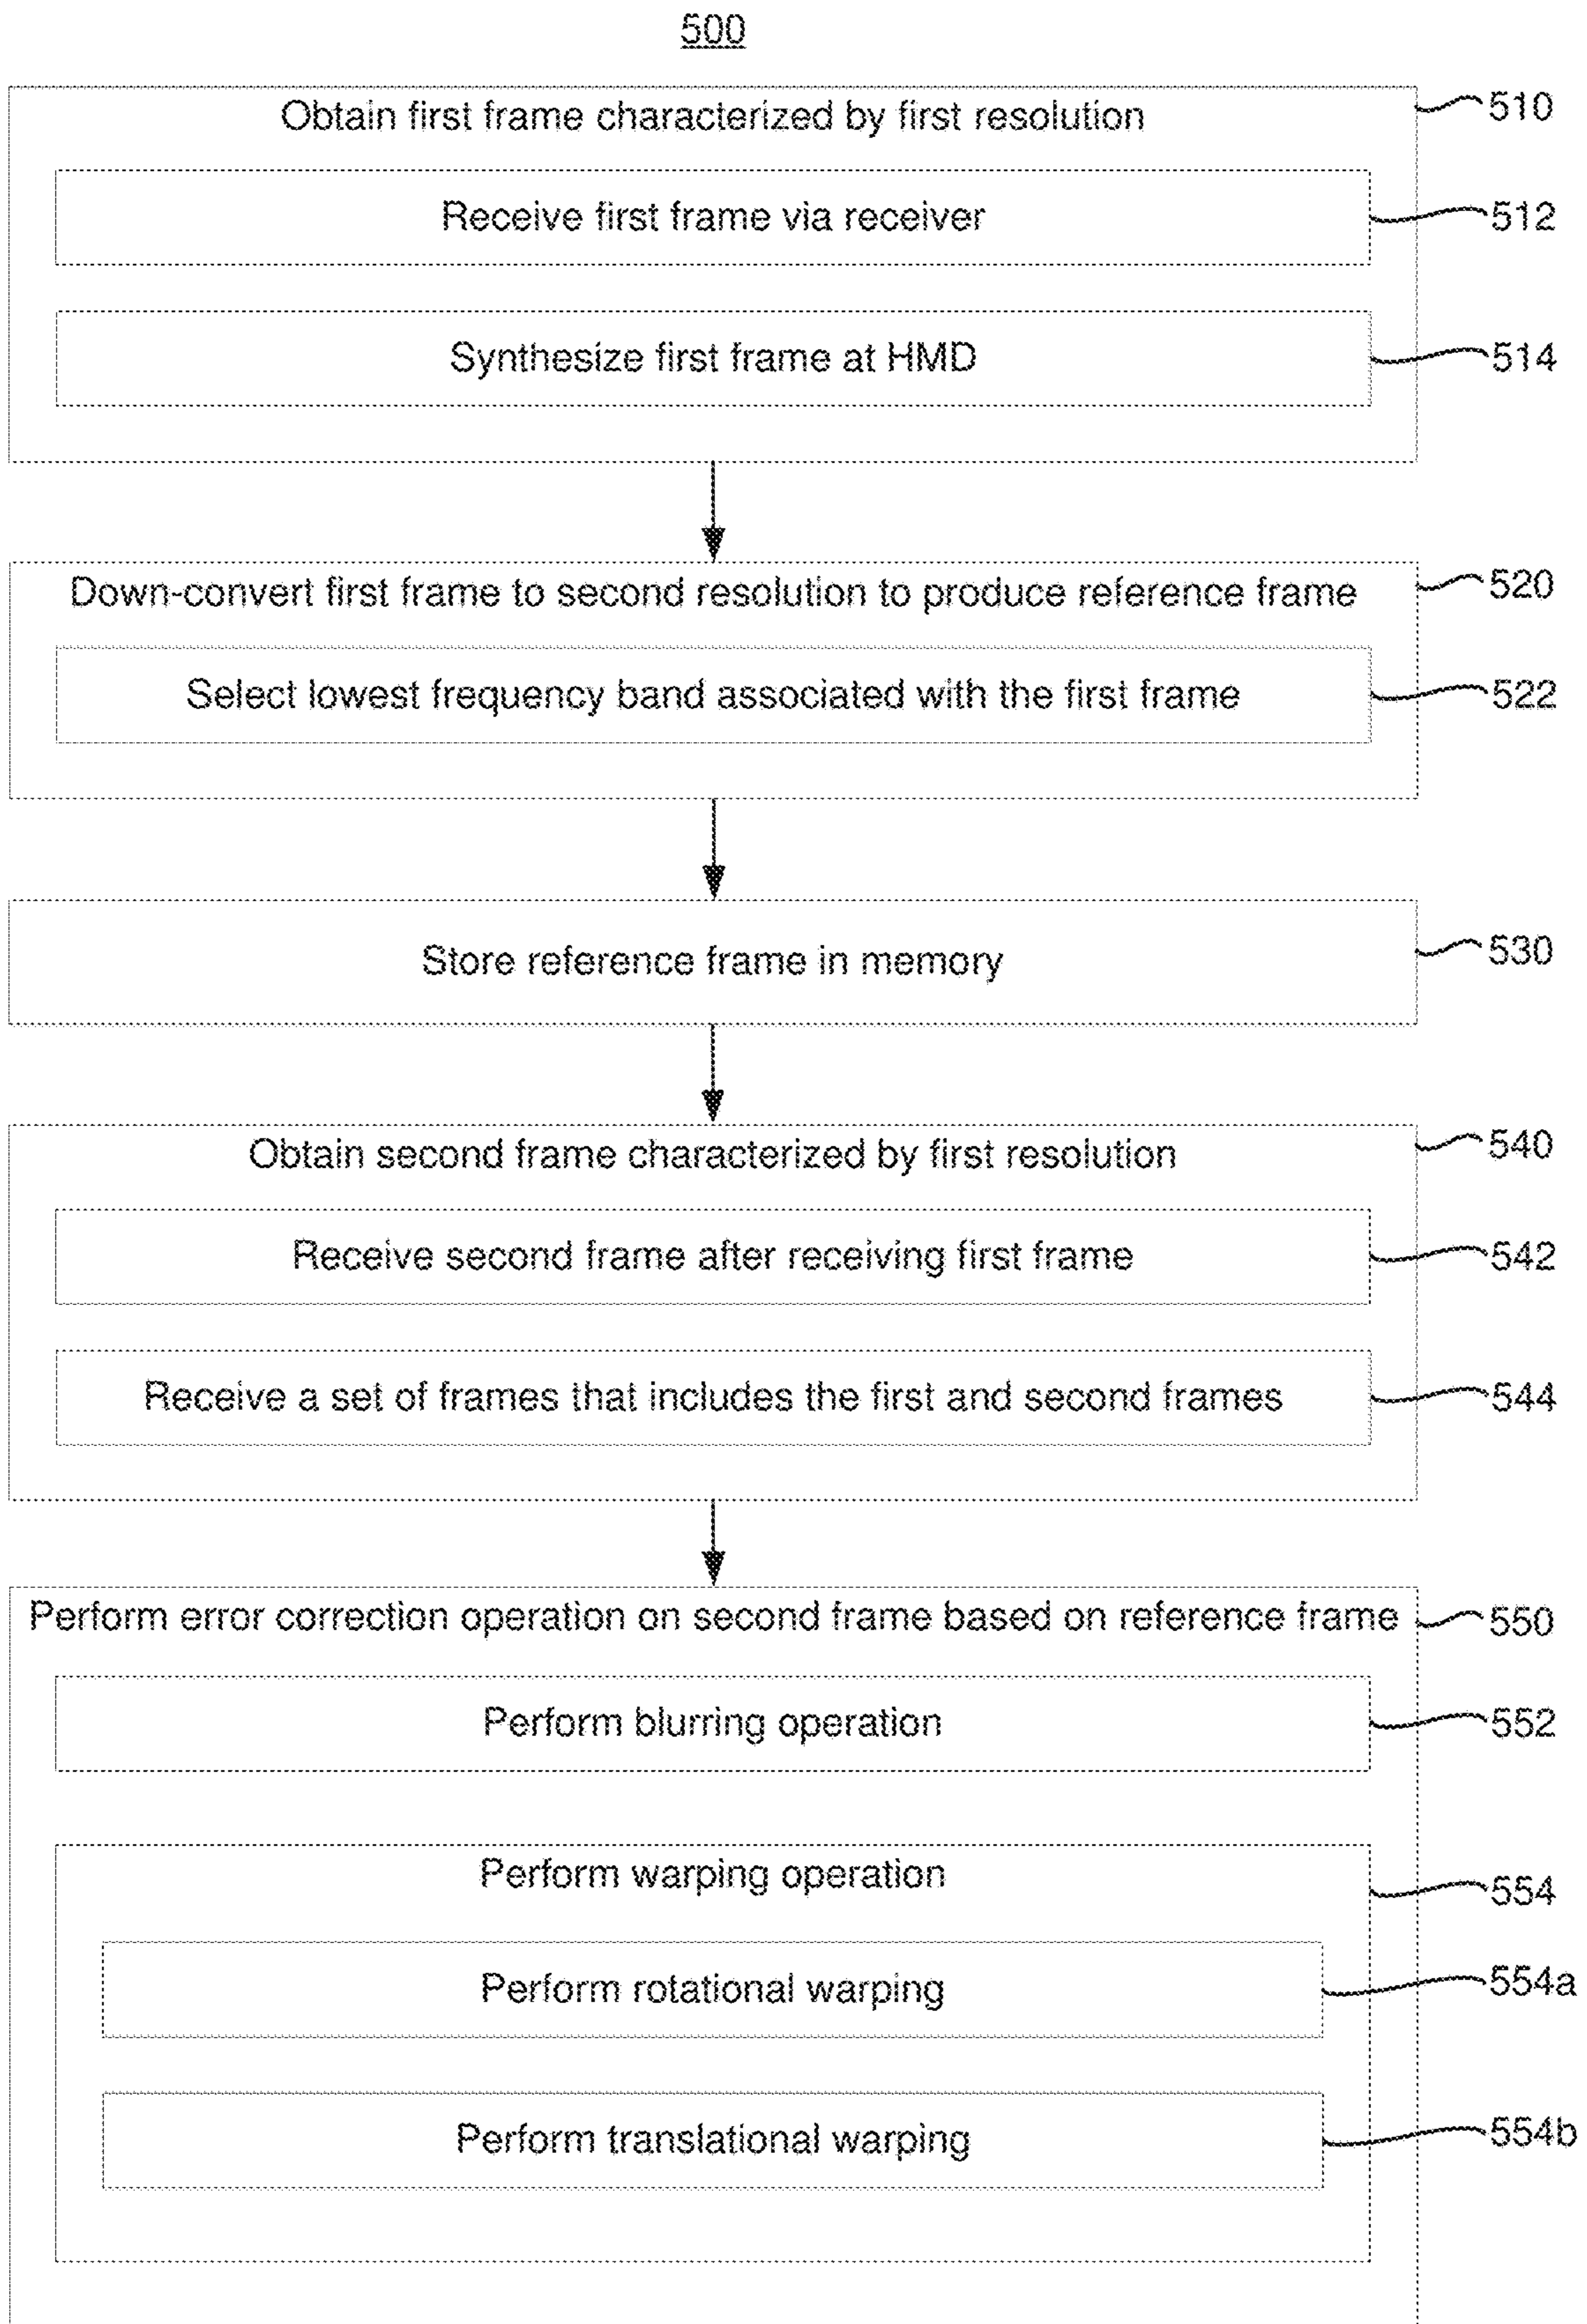 500
Obtain first frame characterized by first resolution
510
Receive first frame via receiver
512
Synthesize first frame at HMD
514
Down-convert first frame to second resolution to produce reference frame
520
Select lowest frequency band associated with the first frame
522
Store reference frame in memory
530
Obtain second frame characterized by first resolution
540
Receive second frame after receiving first frame
542
Receive a set of frames that includes the first and second frames
544
Perform error correction operation on second frame based on reference frame
550
Perform blurring operation
552
Perform warping operation
554
Perform rotational warping
554a
Perform translational warping
554b